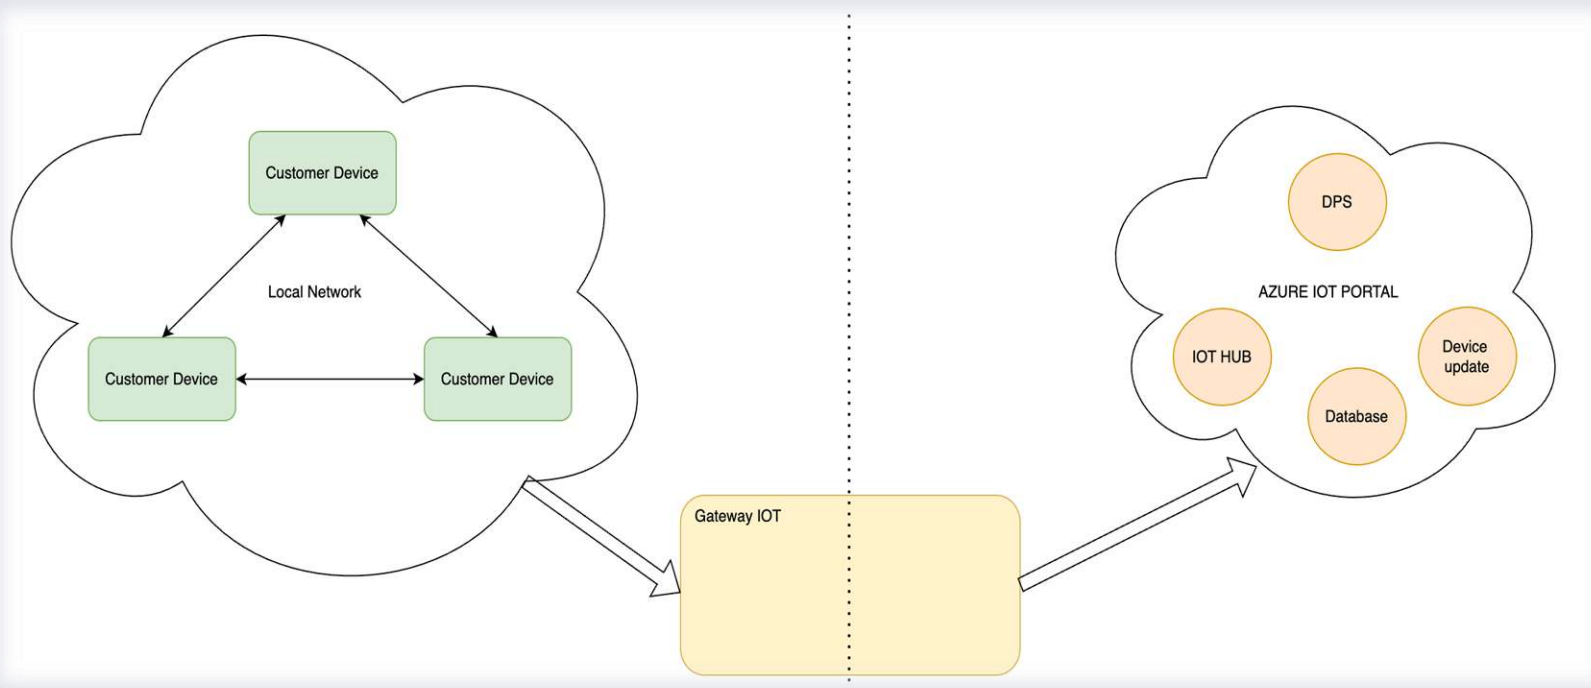 Customer Device
Local Network
Customer Device
Customer Device
Gateway IOT
DPS
AZURE IOT PORTAL
IOT HUB
Device
update
Database